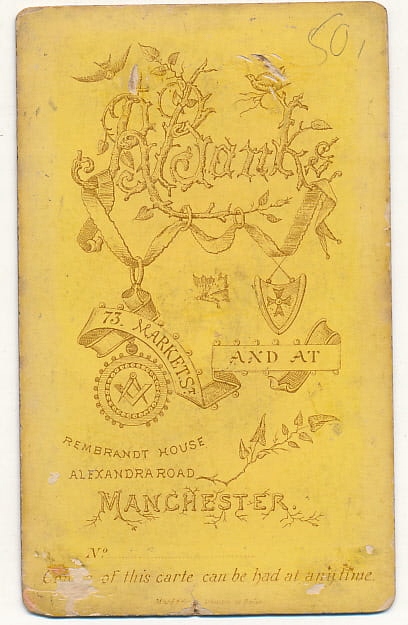 50,
R. Banks
73. MARKET ST
AND AT
REMBRANDT HOUSE
ALEXANDRA ROAD
MANCHESTER.
No
of this carte can be had at any time.